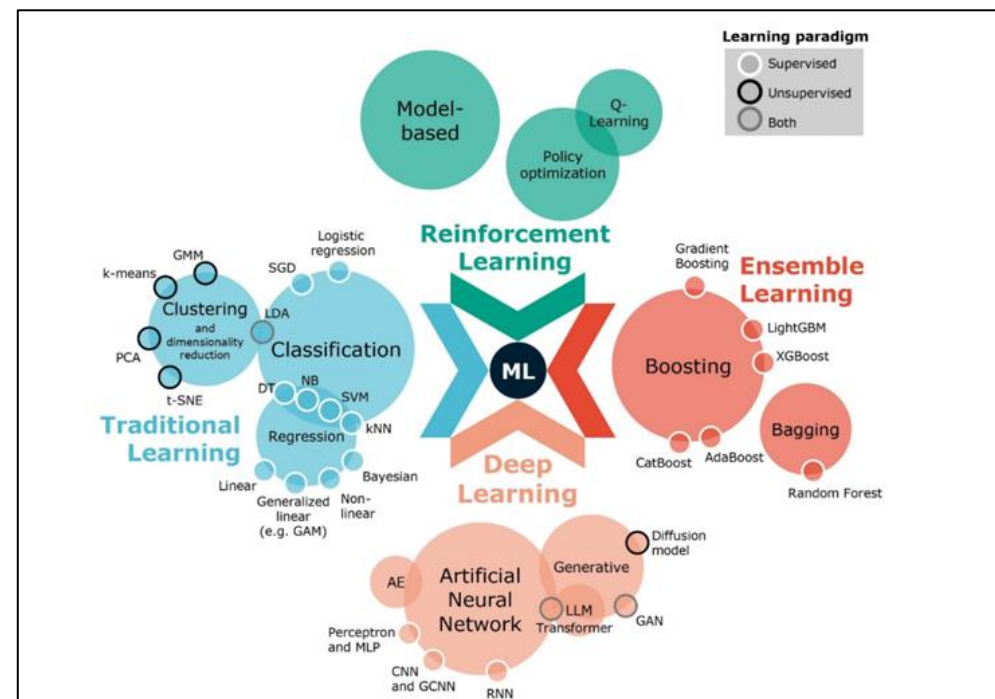 Learning paradigm
Supervised
Unsupervised
Both
Model-
based
Q-
Learning
Policy
optimization
Reinforcement
Learning
Logistic
regression
SGD
GMM
k-means
Clustering
and
dimensionality
reduction
LDA
Classification
PCA
t-SNE
DT
NB
SVM
kNN
Traditional
Learning
Regression
Linear
Generalized
linear
(e.g. GAM)
Non-
linear
Bayesian
ML
Gradient
Boosting
Ensemble
Learning
LightGBM
XGBoost
Boosting
Bagging
CatBoost
AdaBoost
Random Forest
Deep
Learning
AE
Artificial
Neural
Network
Generative
Diffusion
model
LLM
Transformer
GAN
Perceptron
and MLP
CNN
and GCNN
RNN